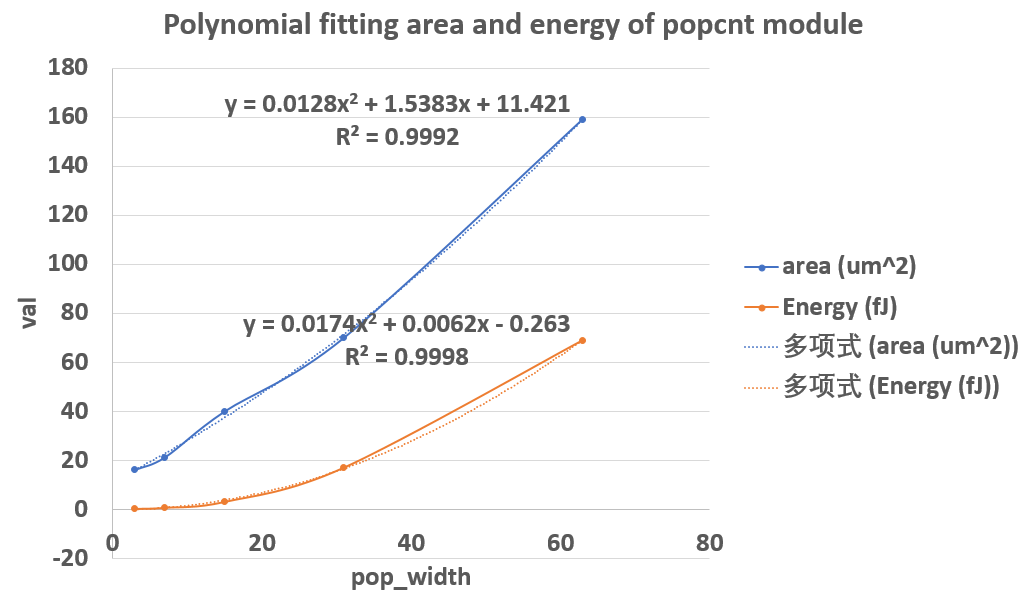 Polynomial fitting area and energy of popcnt module
180
160
140
120
100
80
60
40
20
0
-20
val
y = 0.0128x² + 1.5383x + 11.421
R² = 0.9992
y = 0.0174x² + 0.0062x - 0.263
R² = 0.9998
0 20 40 60 80
pop_width
area (um^2)
Energy (fJ)
多项式 (area (um^2))
多项式 (Energy (fJ))